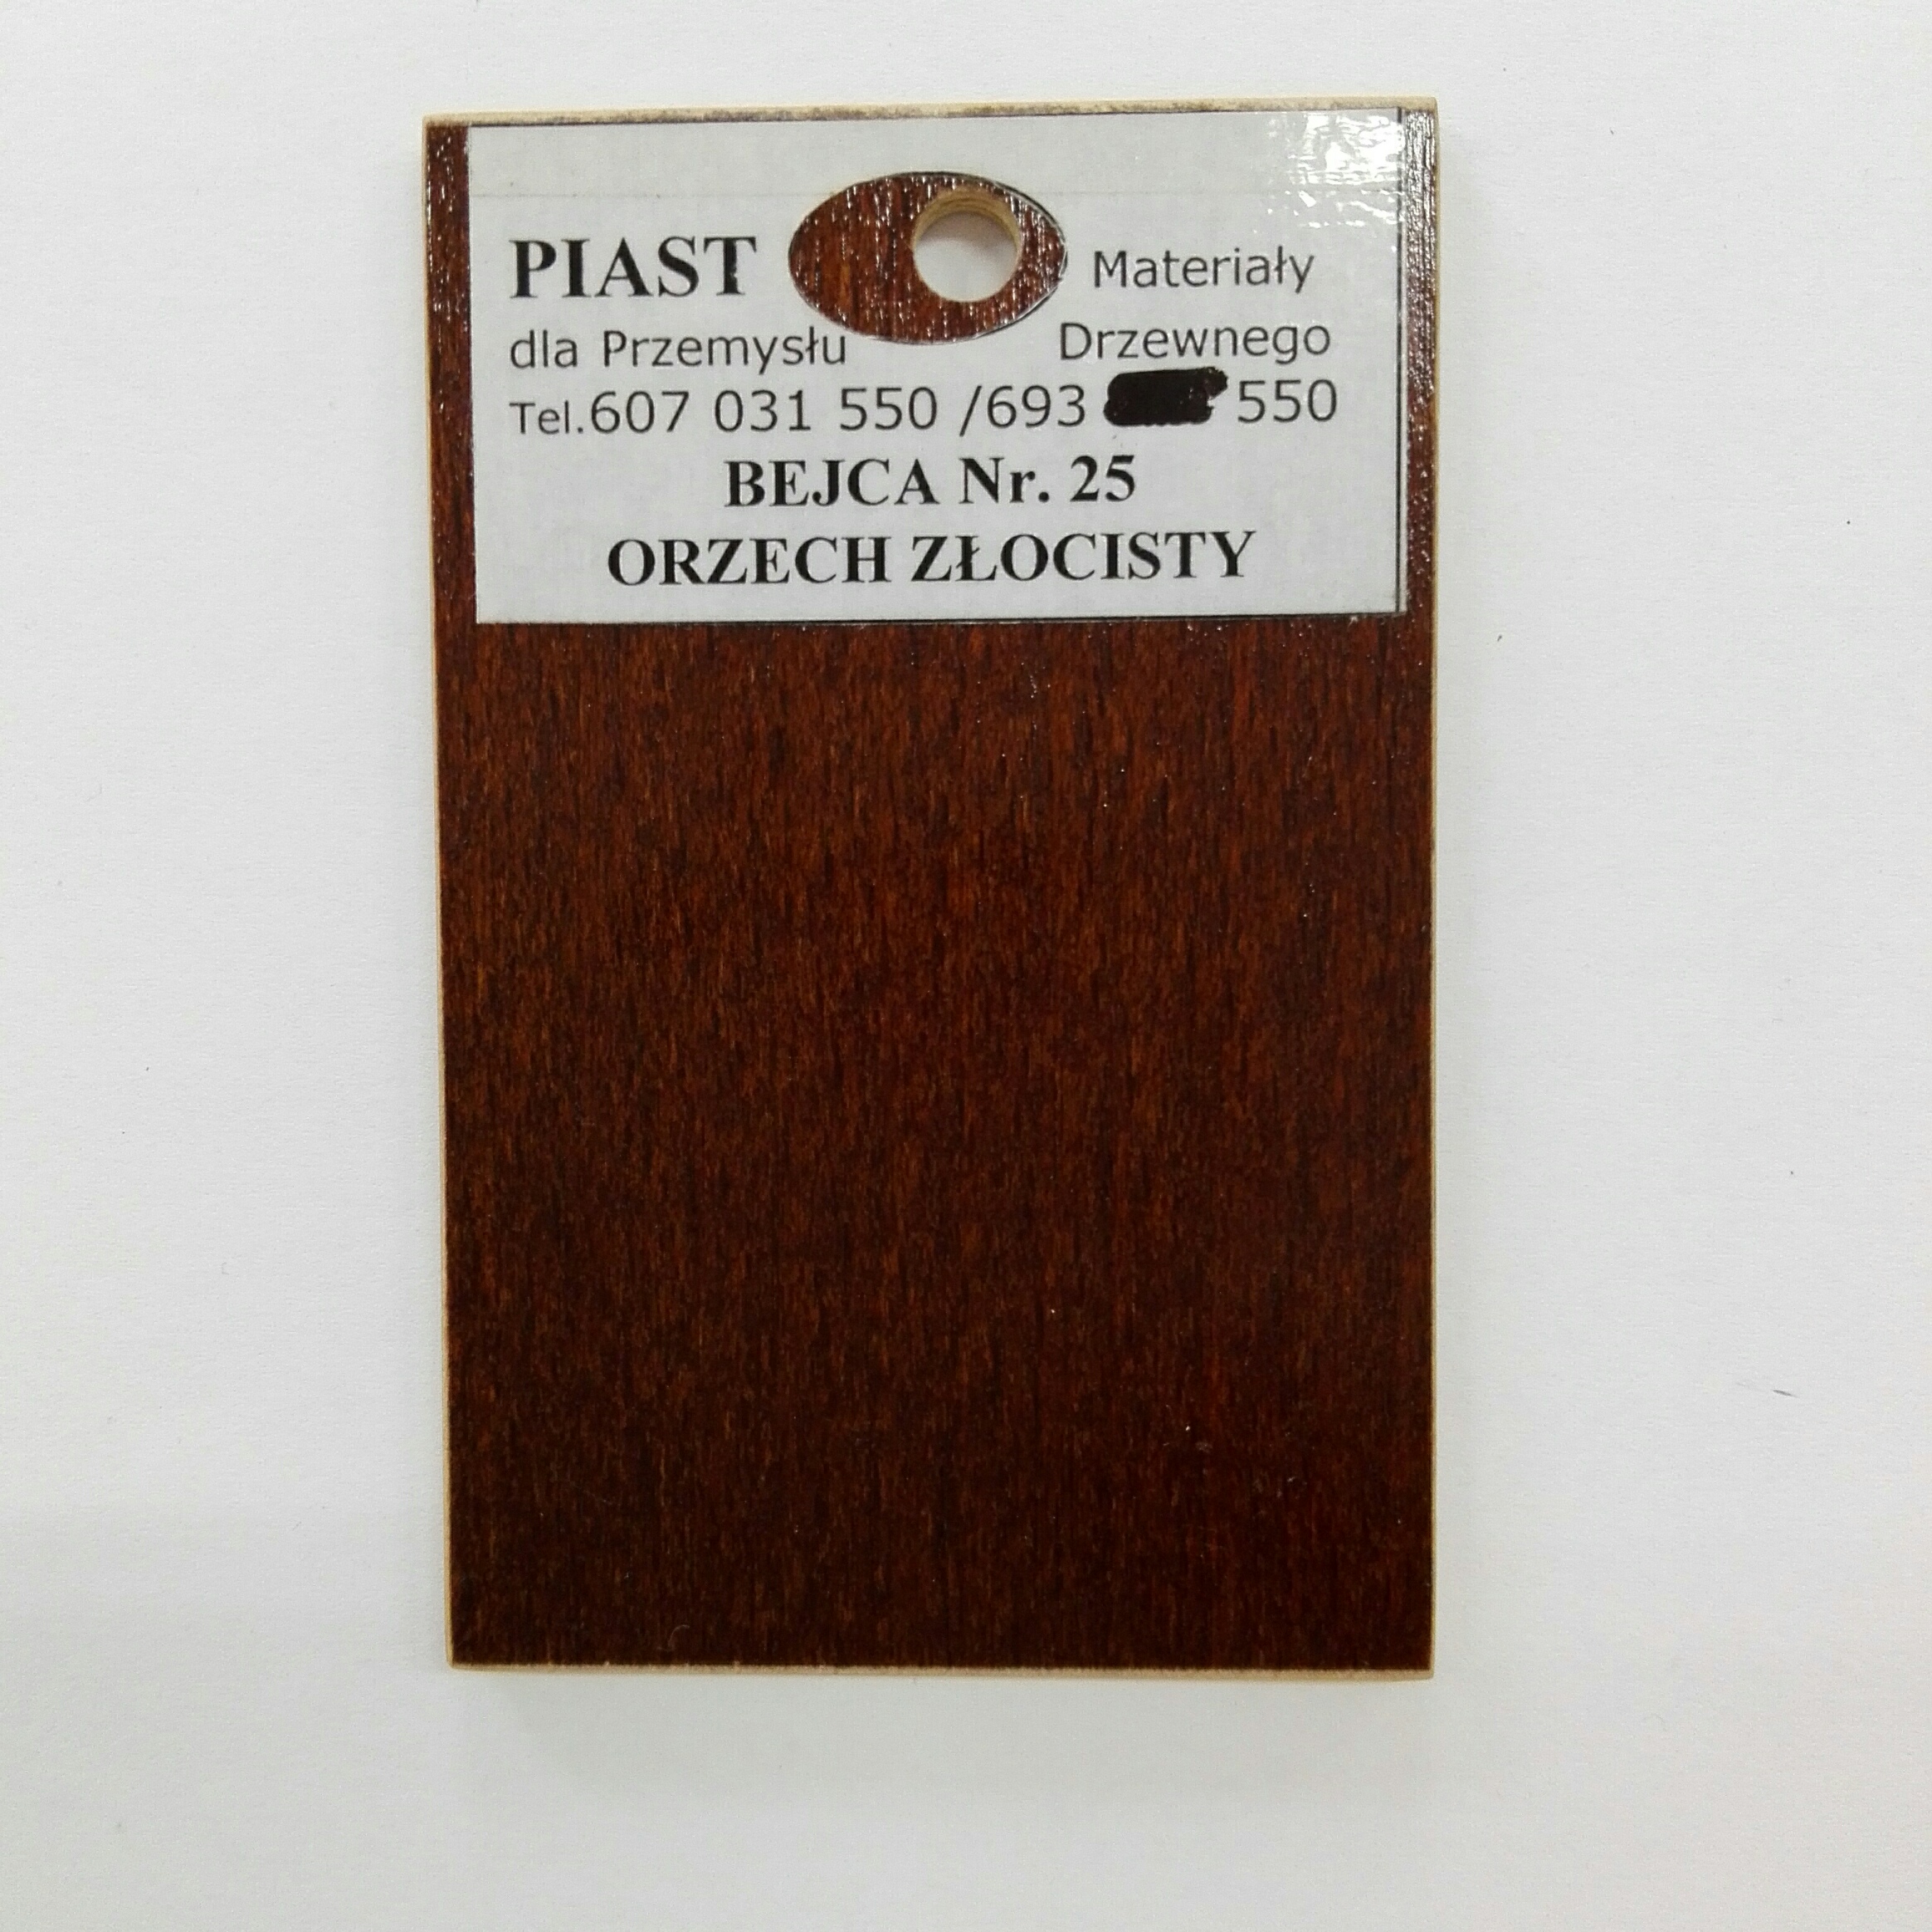 PIAST Materiały
dla Przemysłu Drzewnego
Tel.607 031 550 /693 550
BEJCA Nr. 25
ORZECH ZŁOCISTY